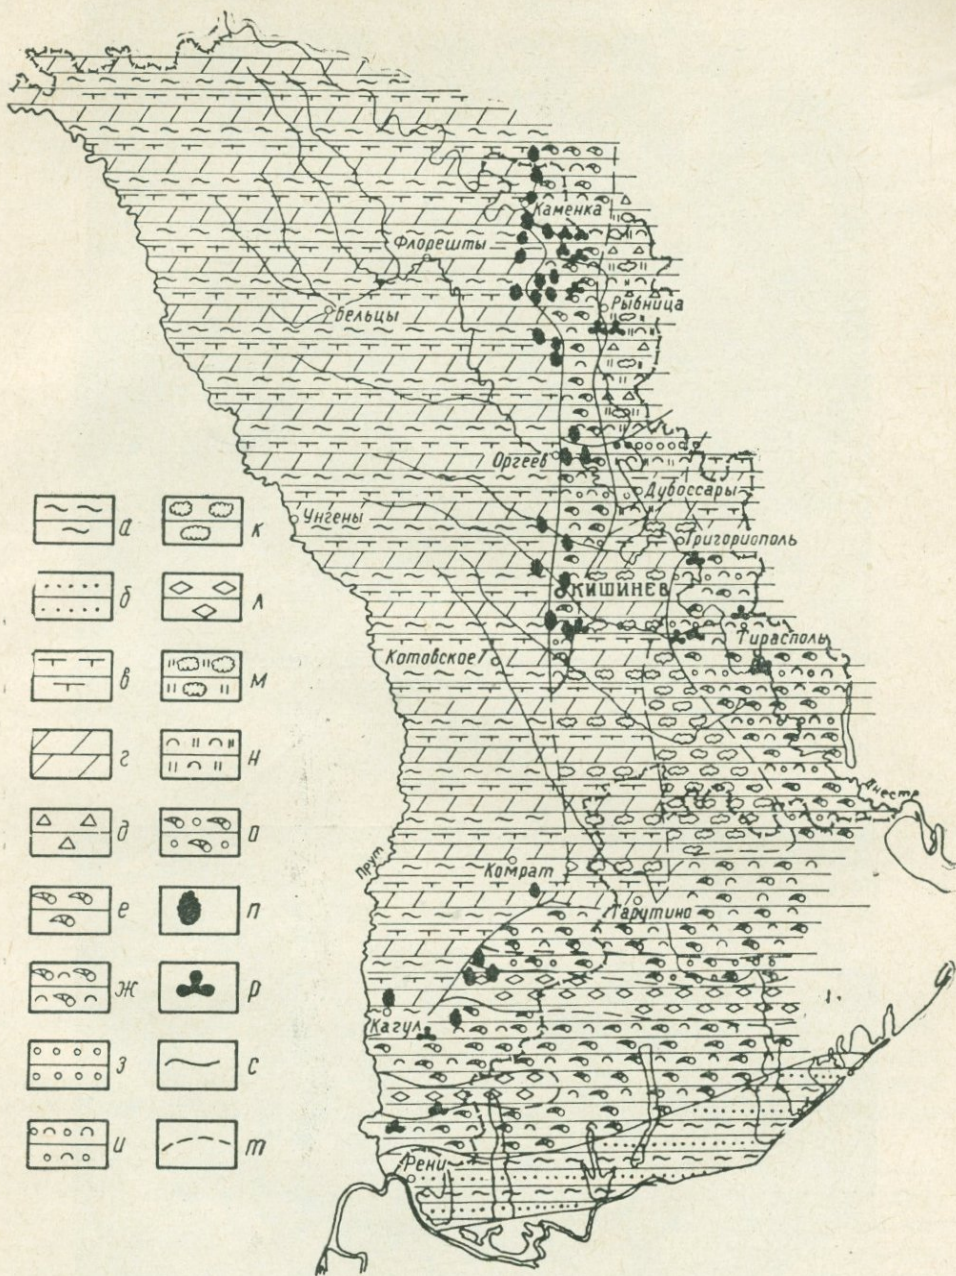 Каменка
Флорешты
Рыбница
Бельцы
Оргеев
Дубоссары
Унгены
Григориополь
КИШИНЕВ
Тирасполь
Котовское
Днестр
Прут
Комрат
Тарутино
Кагул
Рени
а
б
в
г
д
е
ж
з
и
к
л
м
н
о
п
р
с
т